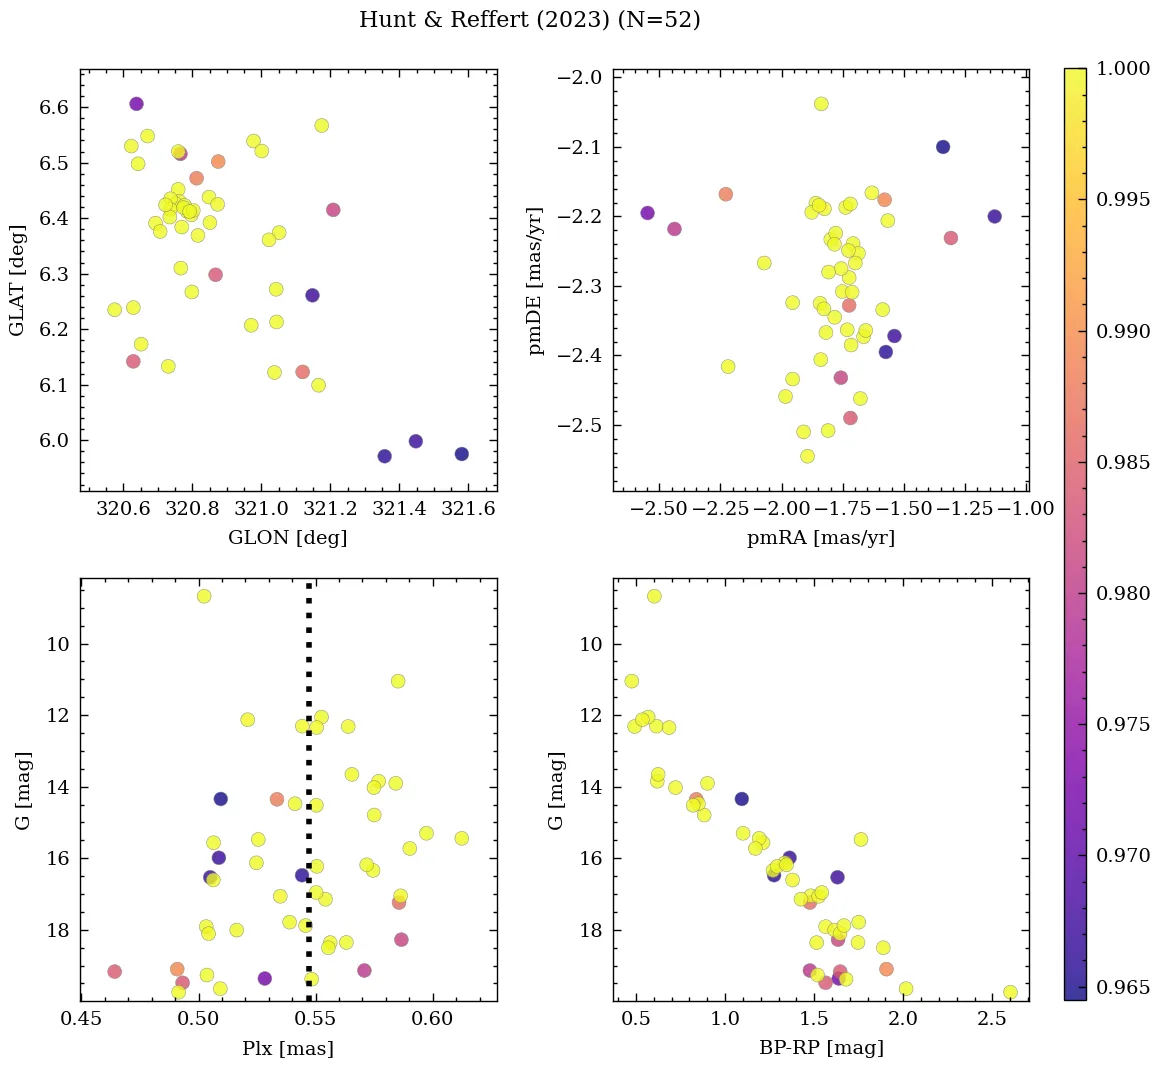 Hunt & Reffert (2023) (N=52)
6.6
6.5
6.4
6.3
6.2
6.1
6.0
GLAT [deg]
320.6 320.8 321.0 321.2 321.4 321.6
GLON [deg]
−2.0
−2.1
−2.2
−2.3
−2.4
−2.5
pmDE [mas/yr]
−2.50 −2.25 −2.00 −1.75 −1.50 −1.25 −1.00
pmRA [mas/yr]
1.000
0.995
0.990
0.985
0.980
0.975
0.970
0.965
10
12
14
16
18
G [mag]
0.45 0.50 0.55 0.60
Plx [mas]
10
12
14
16
18
G [mag]
0.5 1.0 1.5 2.0 2.5
BP-RP [mag]